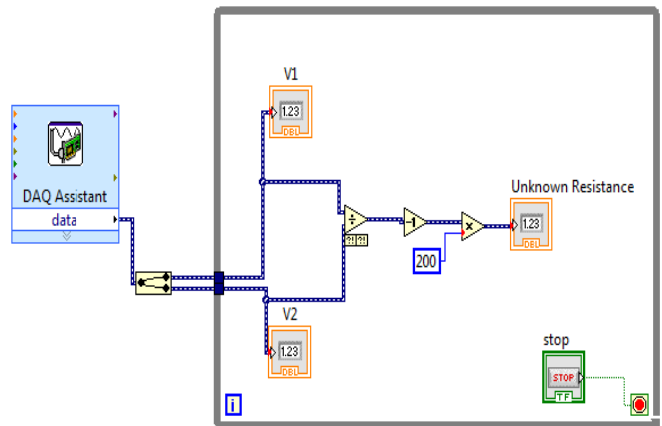 V1
1.23
DBL
DAQ Assistant
data
÷
-1
x
?! ?!
200
Unknown Resistance
1.23
DBL
V2
1.23
DBL
stop
STOP
TF
i